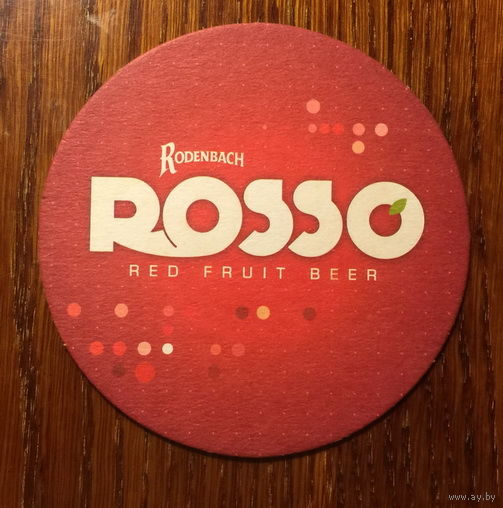 RODENBACH
ROSSO
RED FRUIT BEER
www.ay.by